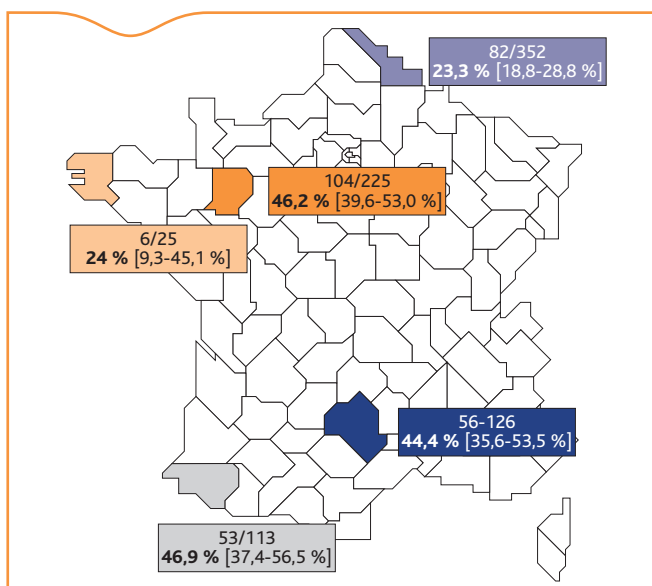 82/352
23,3 % [18,8-28,8 %]
104/225
46,2 % [39,6-53,0 %]
6/25
24 % [9,3-45,1 %]
56-126
44,4 % [35,6-53,5 %]
53/113
46,9 % [37,4-56,5 %]